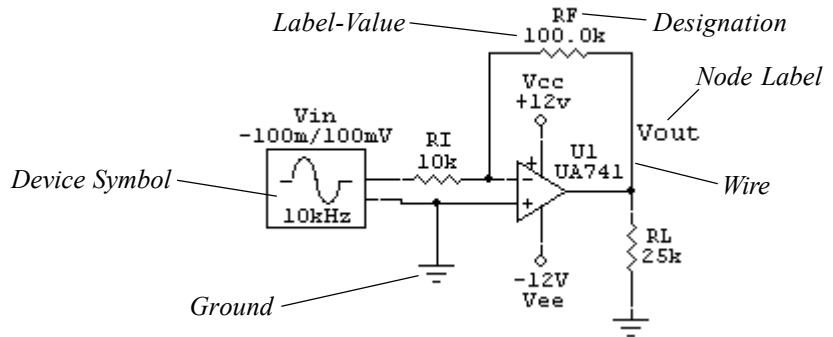 RF
Label-Value
100.0k
Designation
Vcc
+12v
Node Label
Vin
-100m/100mV
RI
10k
U1
UA741
Vout
Device Symbol
10kHz
Wire
RL
25k
-12V
Vee
Ground